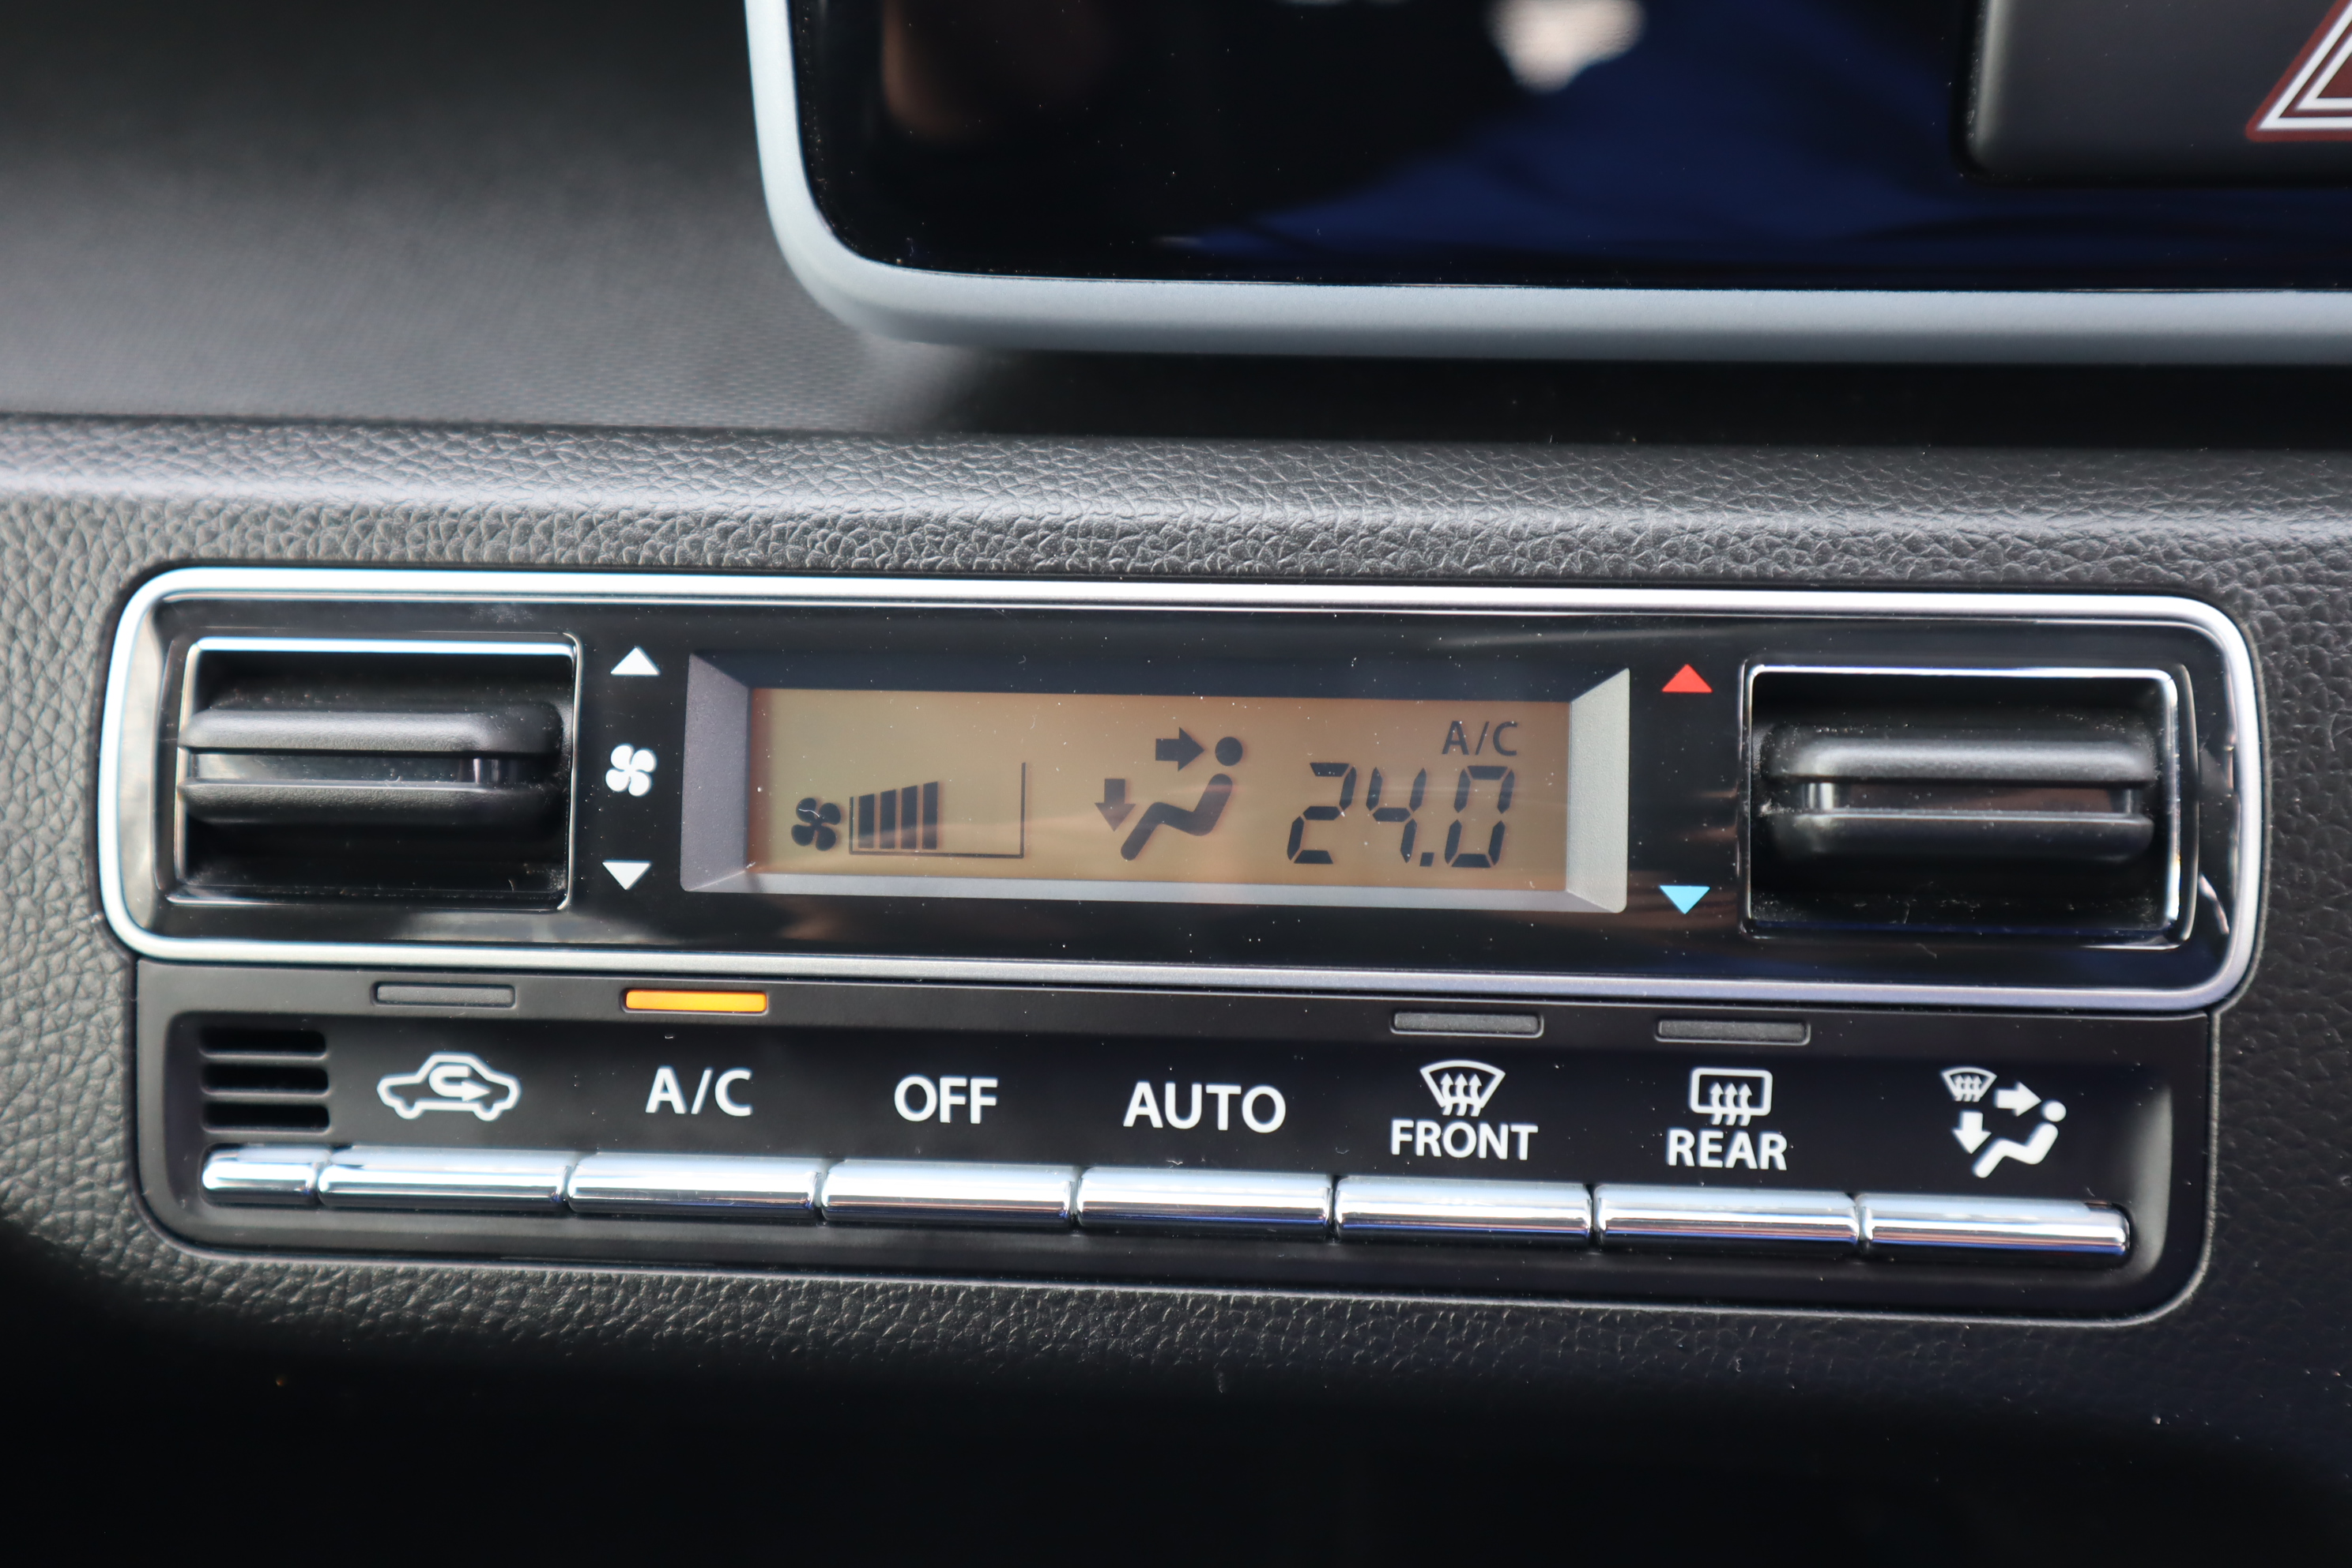 A/C
24.0
A/C
OFF
AUTO
FRONT
REAR